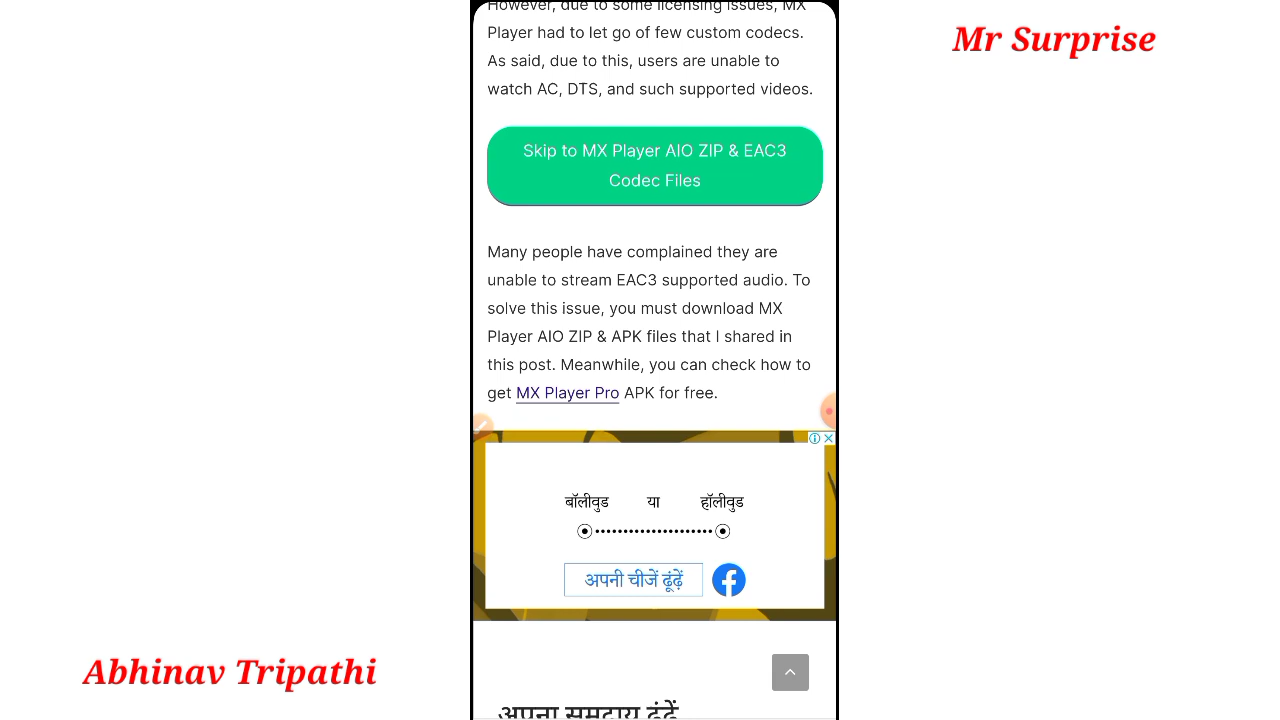 However, due to some licensing issues, MX
Player had to let go of few custom codecs.
As said, due to this, users are unable to
watch AC, DTS, and such supported videos.
Skip to MX Player AIO ZIP & EAC3
Codec Files
Many people have complained they are
unable to stream EAC3 supported audio. To
solve this issue, you must download MX
Player AIO ZIP & APK files that I shared in
this post. Meanwhile, you can check how to
get MX Player Pro APK for free.
बॉलीवुड या हॉलीवुड
अपनी चीजें ढूंढ़ें
अपना समुदाय ढूंढ़ें
Mr Surprise
Abhinav Tripathi